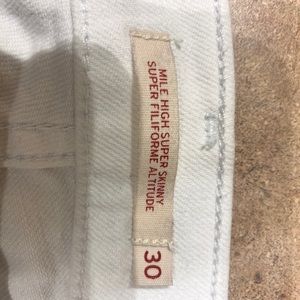 MILE HIGH SUPER SKINNY
SUPER FILIFORME ALTITUDE
30